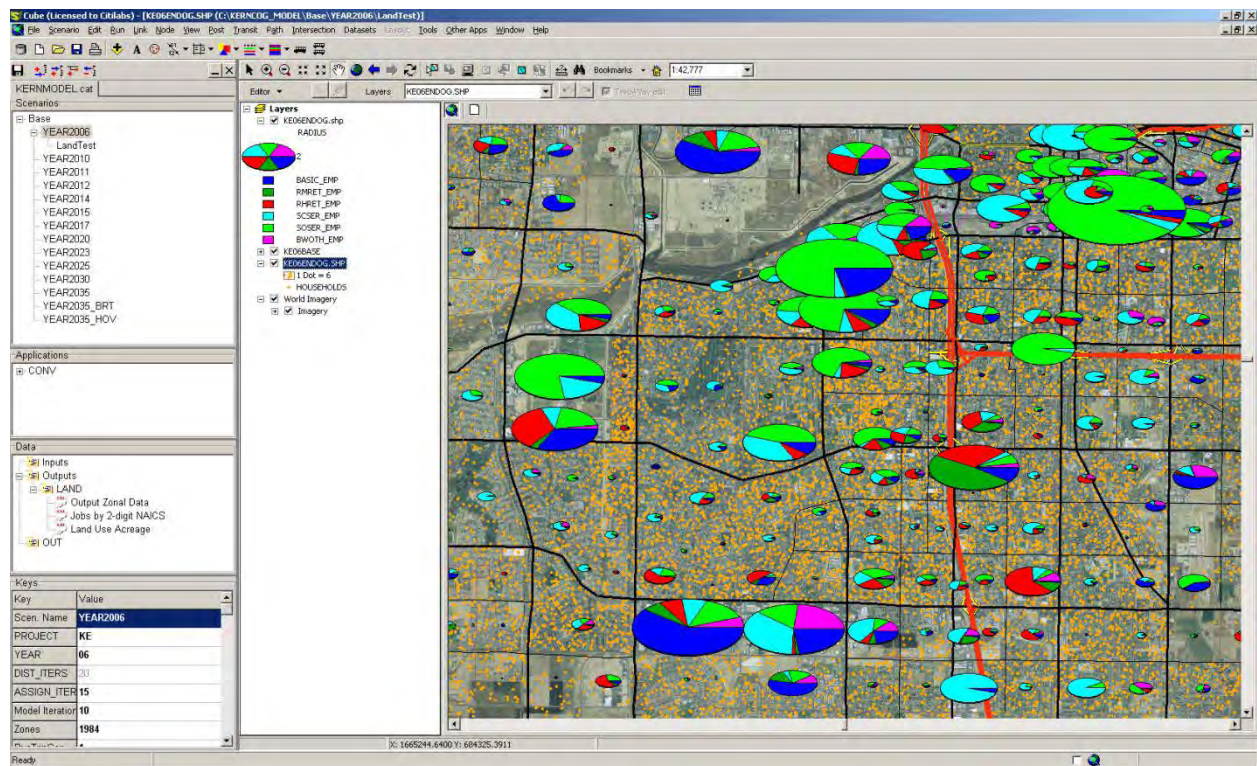 Cube (Licensed to Citilabs) - [KE06ENDOG.SHP (C:\KERNCOG_MODEL\Base\YEAR2006\LandTest)]
File Scenario Edit Run Link Node View Post Transit Path Intersection Datasets Layout Tools Other Apps Window Help
Bookmarks 1:42,777
KERNMODEL.cat
Editor Layers KE06ENDOG.SHP Two-Way edit
Scenarios
Base
YEAR2006
LandTest
YEAR2010
YEAR2011
YEAR2012
YEAR2014
YEAR2015
YEAR2017
YEAR2020
YEAR2023
YEAR2025
YEAR2030
YEAR2035
YEAR2035_BRT
YEAR2035_HOV
Applications
CONV
Data
Inputs
Outputs
LAND
Output Zonal Data
Jobs by 2-digit NAICS
Land Use Acreage
OUT
Keys
Key Value
Scen. Name YEAR2006
PROJECT KE
YEAR 06
DIST_ITERS 20
ASSIGN_ITER 15
Model Iteration 10
Zones 1984
Layers
KE06ENDOG.shp
RADIUS
2
BASIC_EMP
RMRET_EMP
RHRET_EMP
SCSER_EMP
SOSER_EMP
BWOTH_EMP
KE06BASE
KE06ENDOG.SHP
1 Dot = 6
HOUSEHOLDS
World Imagery
Imagery
X: 1665244.6400 Y: 684325.3911
Ready